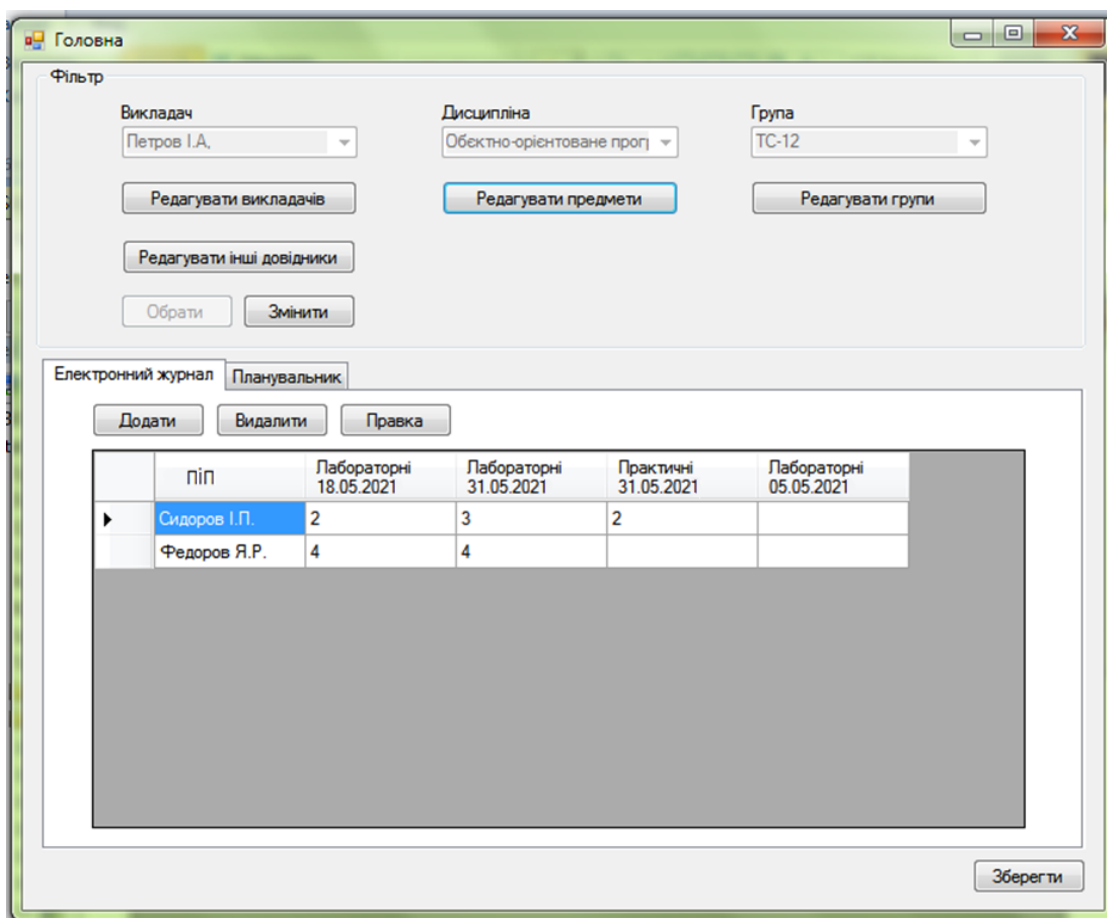 Головна
Фільтр
Викладач Дисципліна Група
Петров І.А, Обєктно-орієнтоване прогр ТС-12
Редагувати викладачів Редагувати предмети Редагувати групи
Редагувати інші довідники
Обрати Змінити
Електронний журнал Планувальник
Додати Видалити Правка
ПіП Лабораторні 18.05.2021 Лабораторні 31.05.2021 Практичні 31.05.2021 Лабораторні 05.05.2021
Сидоров І.П. 2 3 2
Федоров Я.Р. 4 4
Зберегти